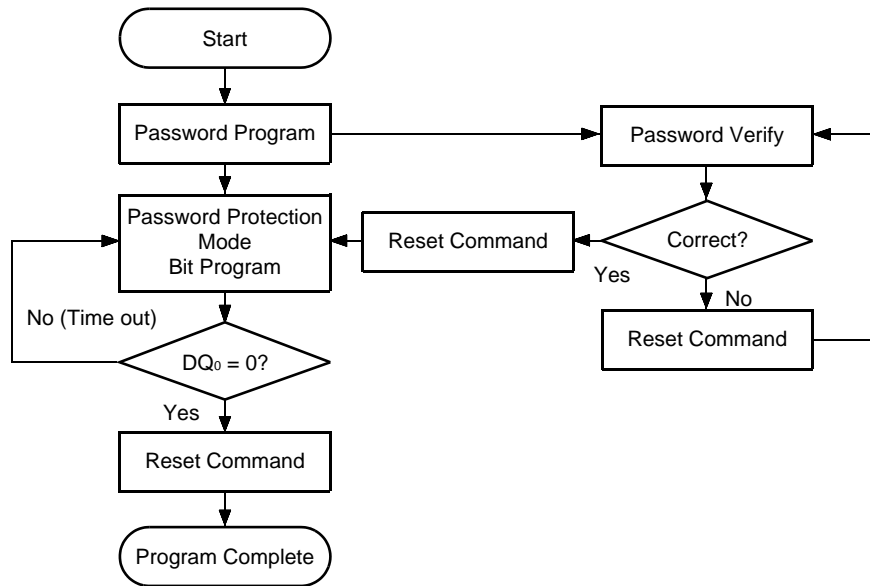 Start
Password Program
Password Verify
Password Protection
Mode
Bit Program
Reset Command
Correct?
Yes
No
No (Time out)
Reset Command
DQ₀ = 0?
Yes
Reset Command
Program Complete